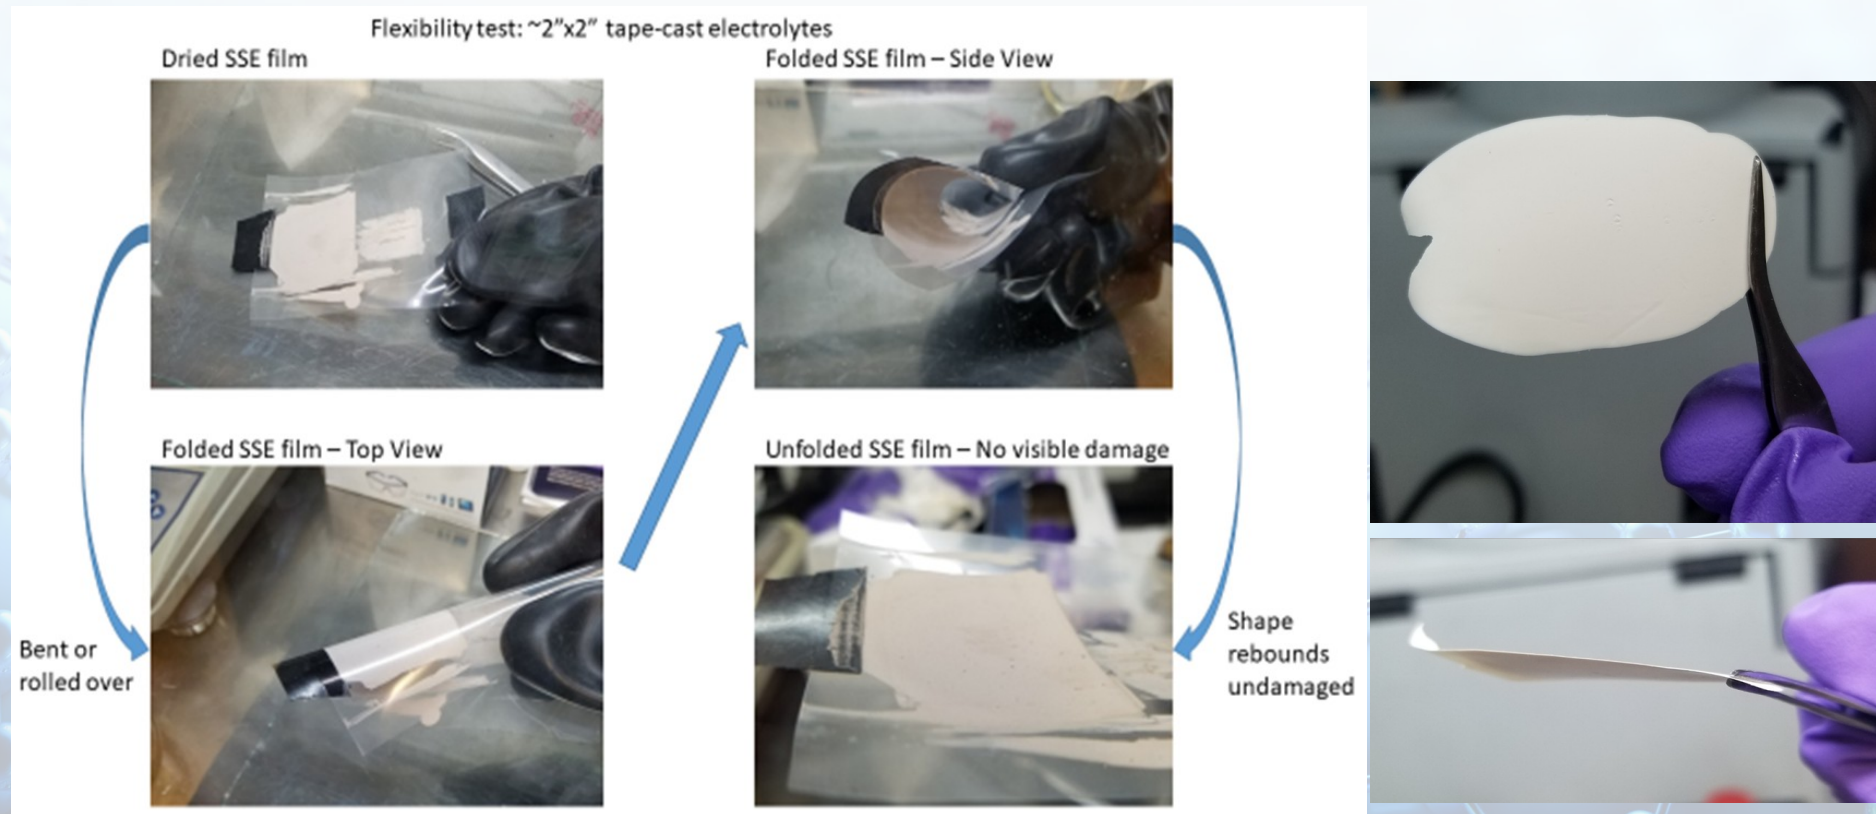 Flexibility test: ~2”x2” tape-cast electrolytes
Dried SSE film
Folded SSE film – Side View
Folded SSE film – Top View
Unfolded SSE film – No visible damage
Bent or
rolled over
Shape
rebounds
undamaged